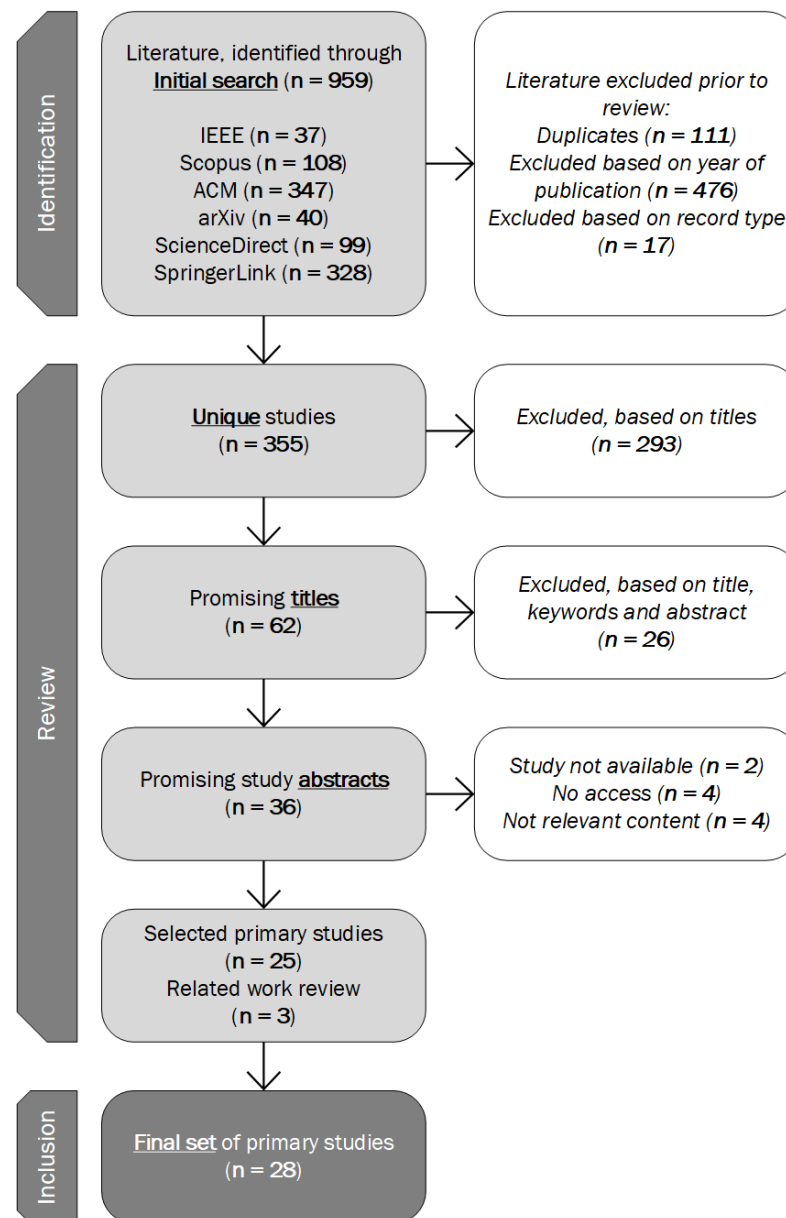 Identification
Literature, identified through
Initial search (n = 959)
IEEE (n = 37)
Scopus (n = 108)
ACM (n = 347)
arXiv (n = 40)
ScienceDirect (n = 99)
SpringerLink (n = 328)
Literature excluded prior to
review:
Duplicates (n = 111)
Excluded based on year of
publication (n = 476)
Excluded based on record type
(n = 17)
Review
Unique studies
(n = 355)
Excluded, based on titles
(n = 293)
Promising titles
(n = 62)
Excluded, based on title,
keywords and abstract
(n = 26)
Promising study abstracts
(n = 36)
Study not available (n = 2)
No access (n = 4)
Not relevant content (n = 4)
Selected primary studies
(n = 25)
Related work review
(n = 3)
Inclusion
Final set of primary studies
(n = 28)